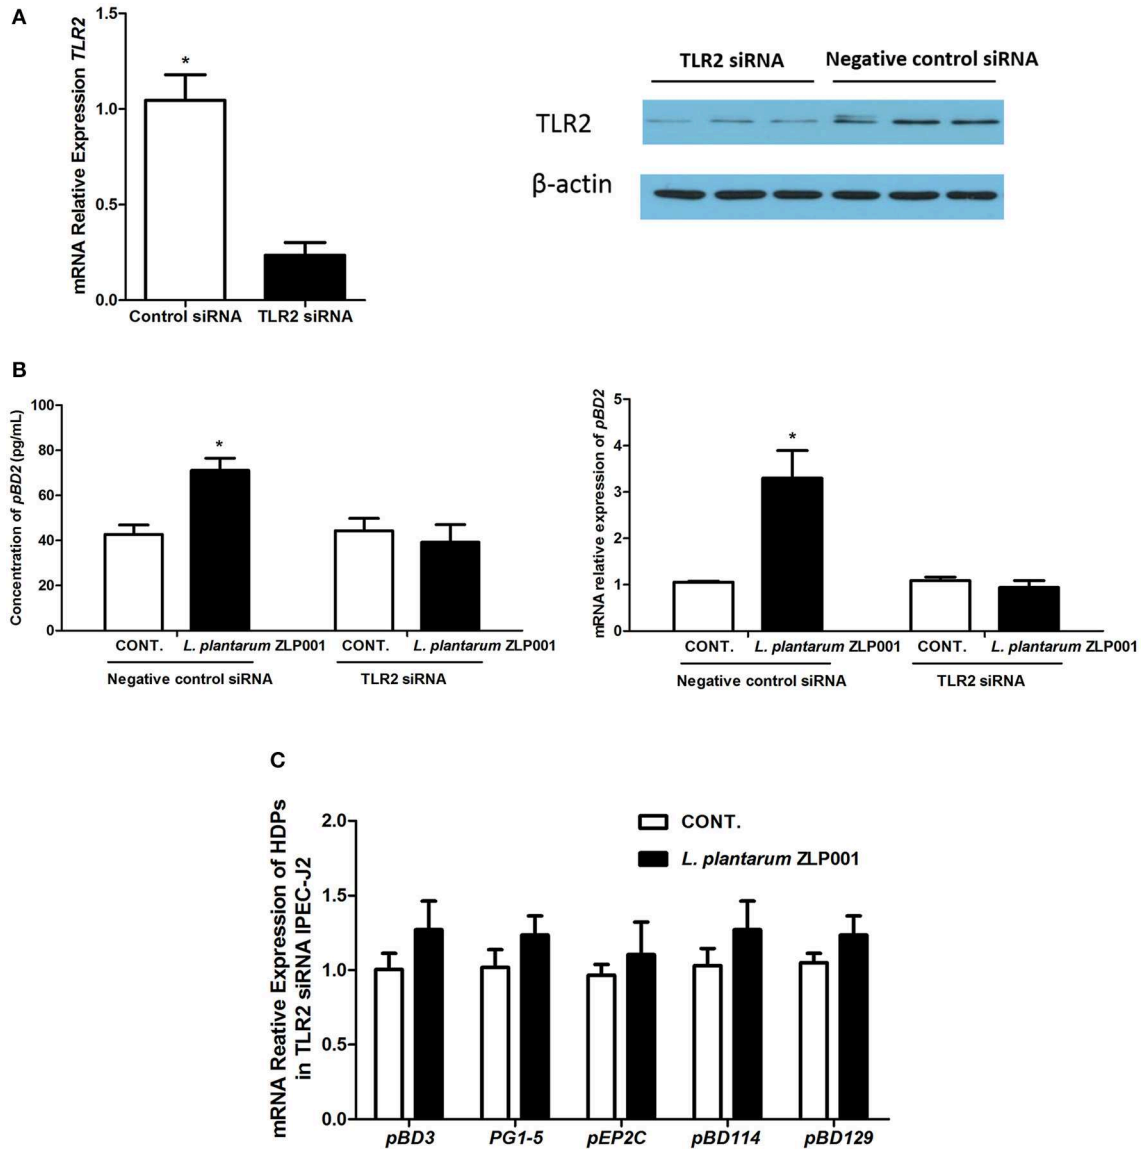 A
mRNA Relative Expression TLR2
1.5
1.0
0.5
0.0
*
Control siRNA
TLR2 siRNA
TLR2 siRNA
Negative control siRNA
TLR2
β-actin
B
Concentration of pBD2 (pg/mL)
100
80
60
40
20
0
*
CONT.
L. plantarum ZLP001
CONT.
L. plantarum ZLP001
Negative control siRNA
TLR2 siRNA
mRNA relative expression of pBD2
5
4
3
2
1
0
*
CONT.
L. plantarum ZLP001
CONT.
L. plantarum ZLP001
Negative control siRNA
TLR2 siRNA
C
mRNA Reative Expression of HDPs
in TLR2 siRNA IPEC-J2
2.0
1.5
1.0
0.5
0.0
CONT.
L. plantarum ZLP001
pBD3
PG1-5
pEP2C
pBD114
pBD129